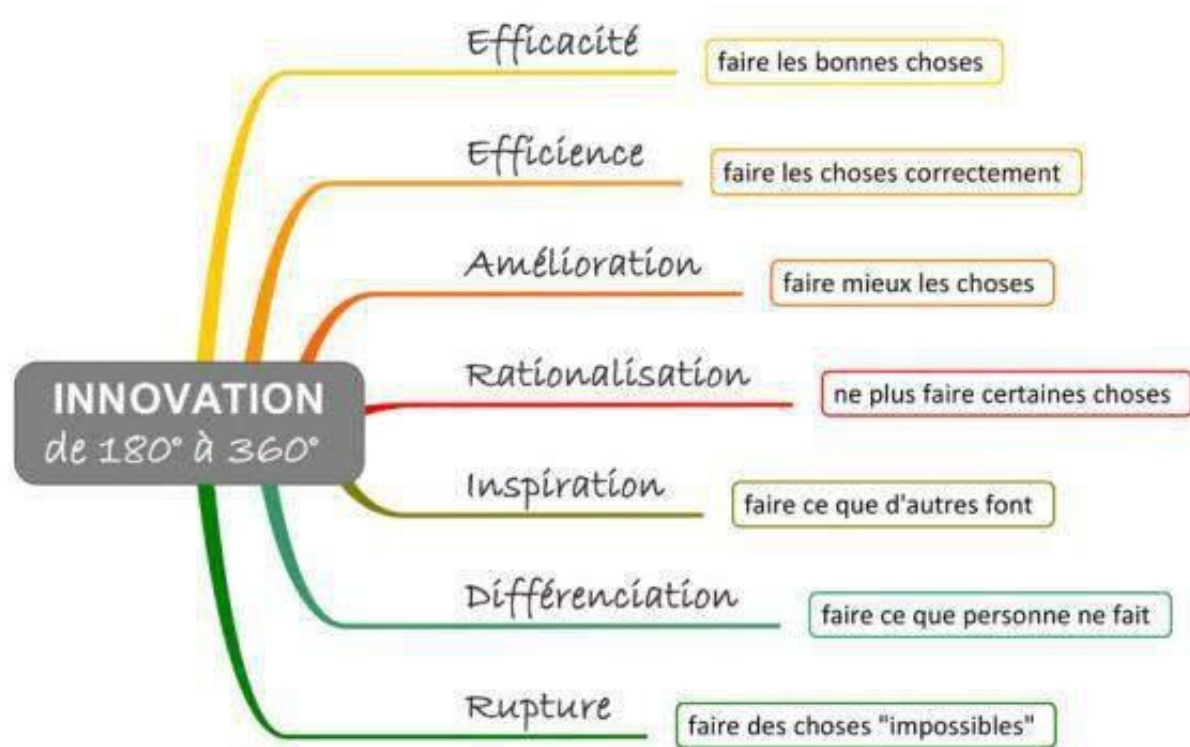 Efficacité
faire les bonnes choses
Efficience
faire les choses correctement
Amélioration
faire mieux les choses
INNOVATION
de 180° à 360°
Rationalisation
ne plus faire certaines choses
Inspiration
faire ce que d'autres font
Différenciation
faire ce que personne ne fait
Rupture
faire des choses "impossibles"